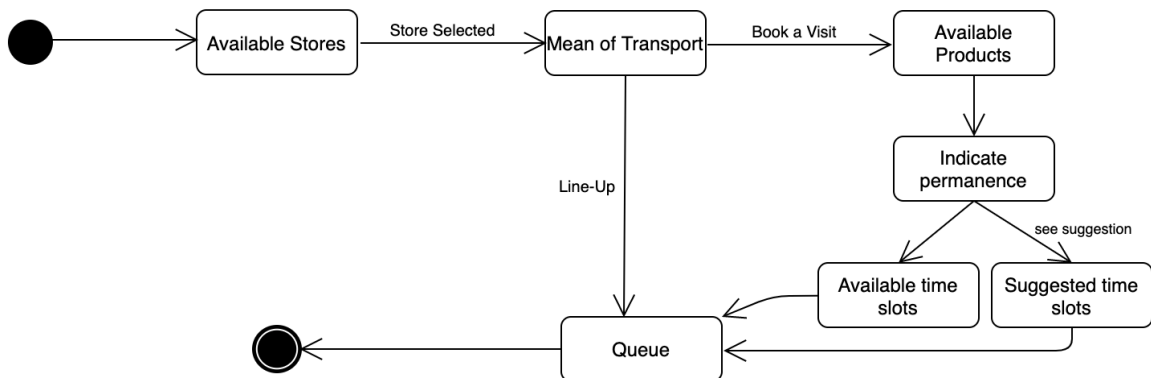 Available Stores
Store Selected
Mean of Transport
Book a Visit
Available
Products
Indicate
permanence
Line-Up
see suggestion
Available time
slots
Suggested time
slots
Queue